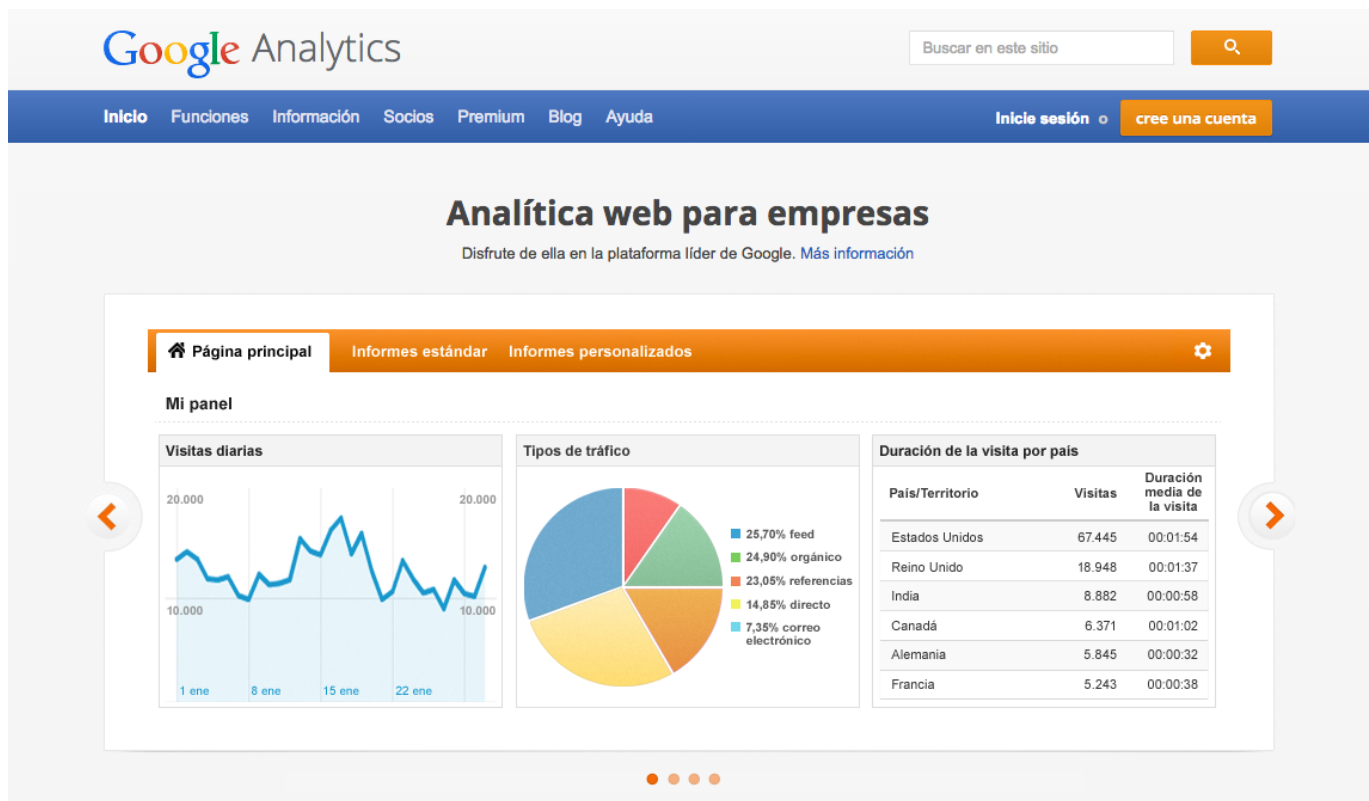 Google Analytics
Buscar en este sitio
Inicio Funciones Información Socios Premium Blog Ayuda
Inicie sesión o cree una cuenta
Analítica web para empresas
Disfrute de ella en la plataforma líder de Google. Más información
Página principal Informes estándar Informes personalizados
Mi panel
Visitas diarias
20.000 20.000
10.000 10.000
1 ene 8 ene 15 ene 22 ene
Tipos de tráfico
25,70% feed
24,90% orgánico
23,05% referencias
14,85% directo
7,35% correo
electrónico
Duración de la visita por país
País/Territorio Visitas Duración
media de
la visita
Estados Unidos 67.445 00:01:54
Reino Unido 18.948 00:01:37
India 8.882 00:00:58
Canadá 6.371 00:01:02
Alemania 5.845 00:00:32
Francia 5.243 00:00:38